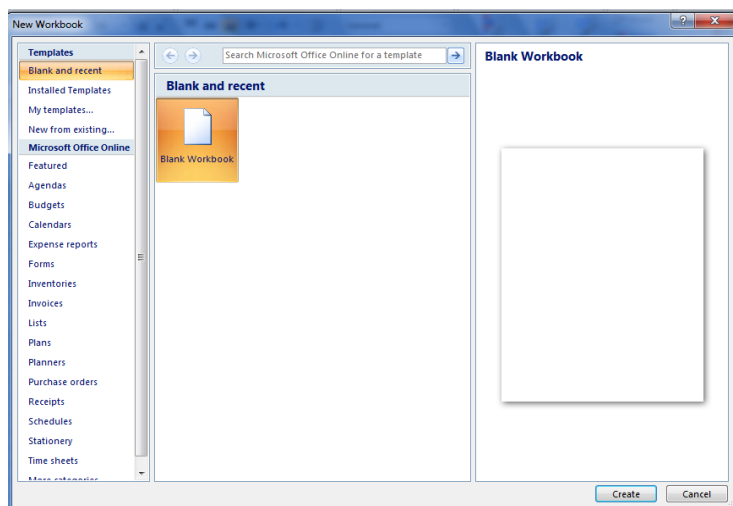 New Workbook
?
X
Templates
Blank and recent
Installed Templates
My templates...
New from existing...
Microsoft Office Online
Featured
Agendas
Budgets
Calendars
Expense reports
Forms
Inventories
Invoices
Lists
Plans
Planners
Purchase orders
Receipts
Schedules
Stationery
Time sheets
More categories
Search Microsoft Office Online for a template
Blank and recent
Blank Workbook
Blank Workbook
Create
Cancel